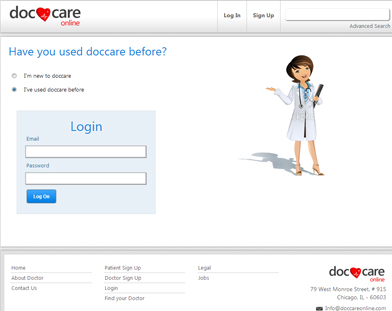 doc care
online
Log In
Sign Up
Advanced Search
Have you used doccare before?
I'm new to doccare
I've used doccare before
Login
Email
Password
Log On
Home
Patient Sign Up
Legal
About Doctor
Doctor Sign Up
Jobs
Contact Us
Login
Find your Doctor
doc care
online
79 West Monroe Street, # 915
Chicago, IL - 60603
Info@doccareonline.com